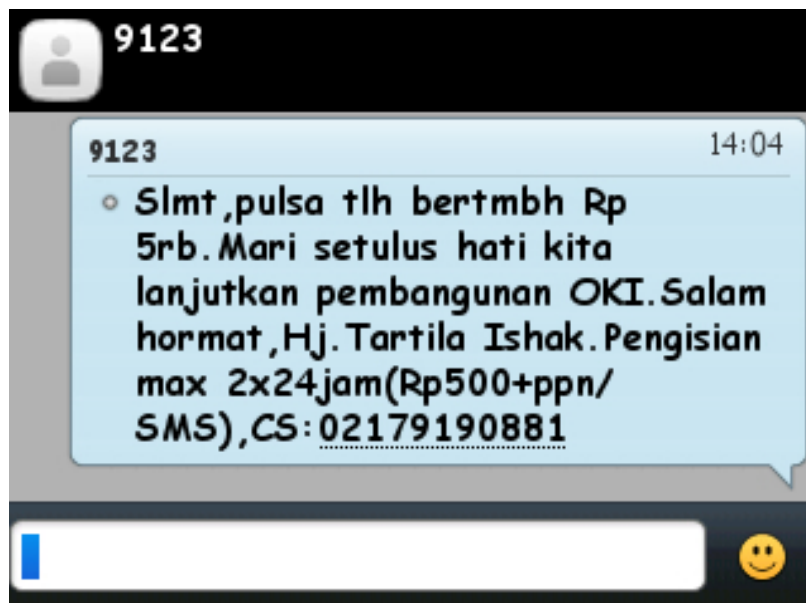 9123
9123 14:04
Slmt,pulsa tlh bertmbh Rp
5rb.Mari setulus hati kita
lanjutkan pembangunan OKI.Salam
hormat,Hj.Tartila Ishak.Pengisian
max 2x24jam(Rp500+ppn/
SMS),CS:02179190881